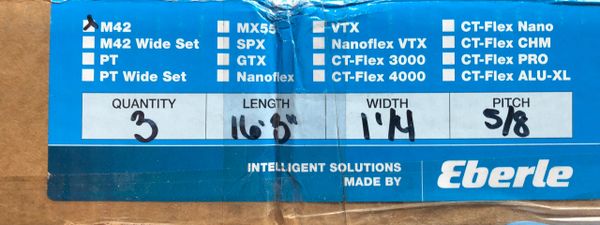 M42 MX55 VTX CT-Flex Nano
M42 Wide Set SPX Nanoflex VTX CT-Flex CHM
PT GTX CT-Flex 3000 CT-Flex PRO
PT Wide Set Nanoflex CT-Flex 4000 CT-Flex ALU-XL
QUANTITY LENGTH WIDTH PITCH
3 16'8" 1 1/4 5/8
INTELLIGENT SOLUTIONS
MADE BY Eberle